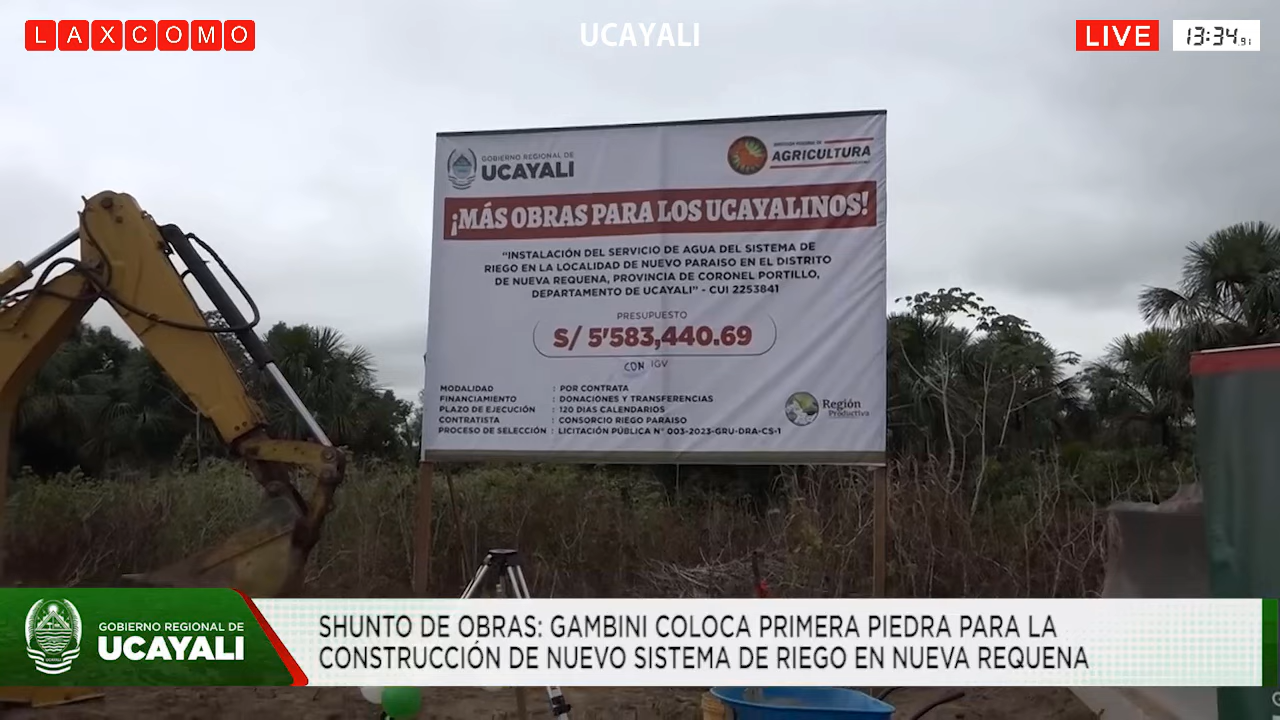 LAXCOMO
UCAYALI
LIVE
13:34.91
GOBIERNO REGIONAL DE
UCAYALI
DIRECCIÓN REGIONAL DE
AGRICULTURA
¡MÁS OBRAS PARA LOS UCAYALINOS!
"INSTALACIÓN DEL SERVICIO DE AGUA DEL SISTEMA DE
RIEGO EN LA LOCALIDAD DE NUEVO PARAISO EN EL DISTRITO
DE NUEVA REQUENA, PROVINCIA DE CORONEL PORTILLO,
DEPARTAMENTO DE UCAYALI" - CUI 2253841
PRESUPUESTO
S/ 5'583,440.69
CON IGV
MODALIDAD : POR CONTRATA
FINANCIAMIENTO : DONACIONES Y TRANSFERENCIAS
PLAZO DE EJECUCIÓN : 120 DIAS CALENDARIOS
CONTRATISTA : CONSORCIO RIEGO PARAISO
PROCESO DE SELECCIÓN : LICITACIÓN PÚBLICA N° 003-2023-GRU-DRA-CS-1
Región
Productiva
GOBIERNO REGIONAL DE
UCAYALI
SHUNTO DE OBRAS: GAMBINI COLOCA PRIMERA PIEDRA PARA LA
CONSTRUCCIÓN DE NUEVO SISTEMA DE RIEGO EN NUEVA REQUENA